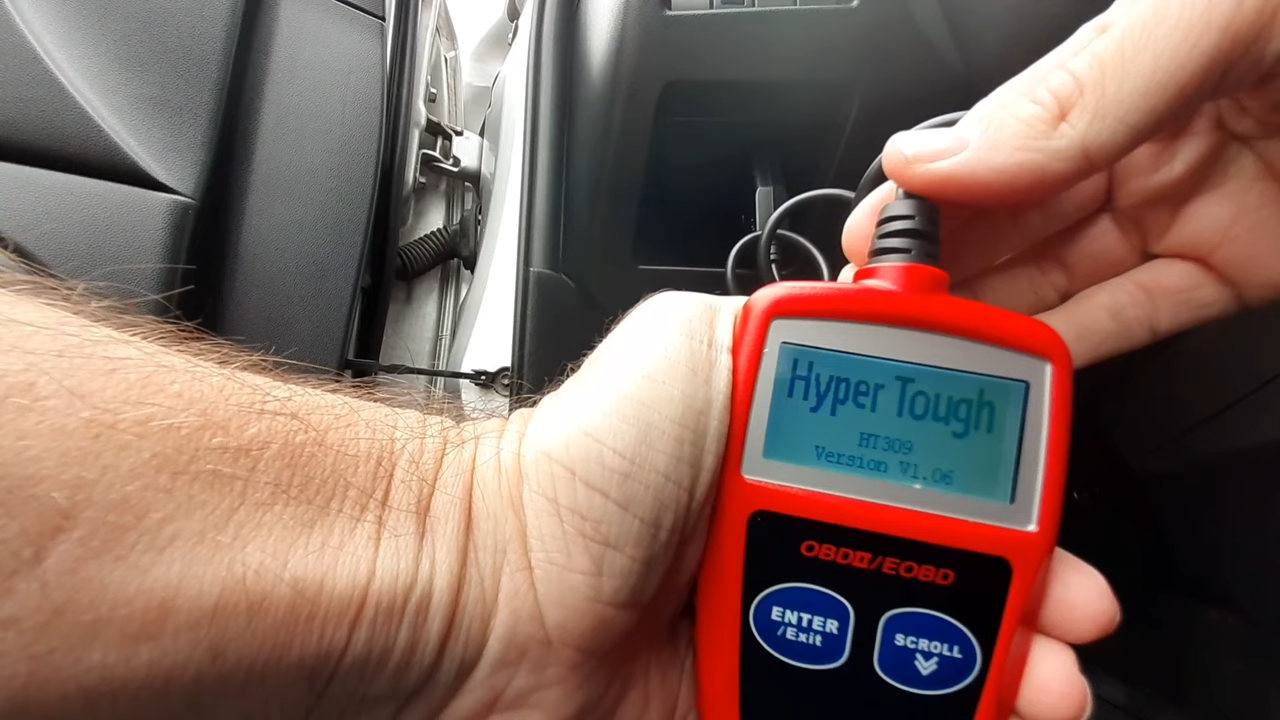 Hyper Tough
HT309
Version V1.06
OBDII/EOBD
ENTER
/Exit
SCROLL